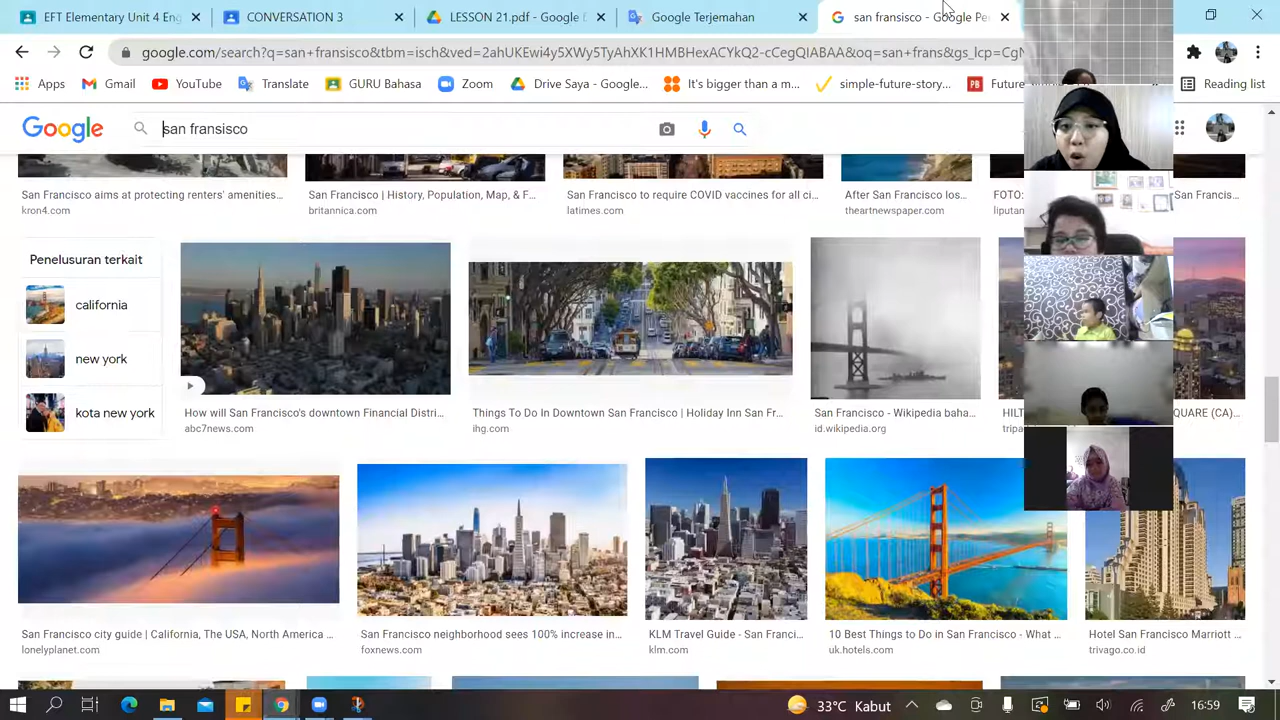 EFT Elementary Unit 4 Eng
CONVERSATION 3
LESSON 21.pdf - Google D
Google Terjemahan
san fransisco - Google Pe
google.com/search?q=san+fransisco&tbm=isch&ved=2ahUKEwi4y5XWy5TyAhXK1HMBHexACYkQ2-cCegQIABAA&oq=san+frans&gs_lcp=CgN
Apps
Gmail
YouTube
Translate
GURU bahasa
Zoom
Drive Saya - Google...
It's bigger than a m...
simple-future-story...
Future
Reading list
Google
san fransisco
San Francisco aims at protecting renters' amenities...
kron4.com
San Francisco | History, Population, Map, & F...
britannica.com
San Francisco to require COVID vaccines for all ci...
latimes.com
After San Francisco los...
theartnewspaper.com
FOTO:
San Francis...
liputan
Penelusuran terkait
california
new york
kota new york
How will San Francisco's downtown Financial Distri...
abc7news.com
Things To Do In Downtown San Francisco | Holiday Inn San Fr...
ihg.com
San Francisco - Wikipedia baha...
id.wikipedia.org
HILT
QUARE (CA)...
trip
San Francisco city guide | California, The USA, North America ...
lonelyplanet.com
San Francisco neighborhood sees 100% increase in...
foxnews.com
KLM Travel Guide - San Franci...
klm.com
10 Best Things to Do in San Francisco - What ...
uk.hotels.com
Hotel San Francisco Marriott ...
trivago.co.id
33°C Kabut
16:59